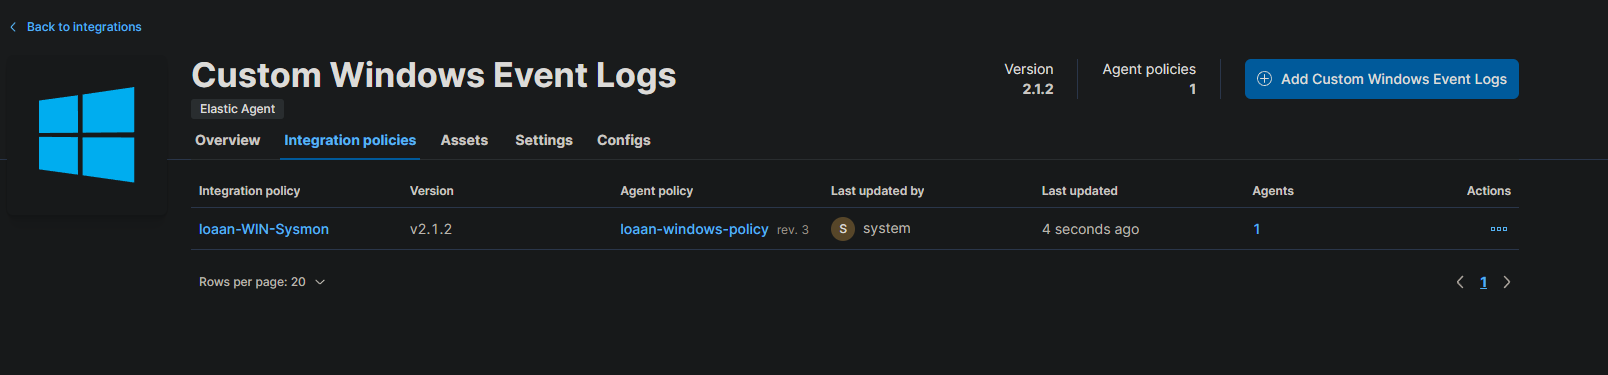 Back to integrations
Custom Windows Event Logs
Elastic Agent
Version
2.1.2
Agent policies
1
Add Custom Windows Event Logs
Overview Integration policies Assets Settings Configs
Integration policy Version Agent policy Last updated by Last updated Agents Actions
loaan-WIN-Sysmon v2.1.2 loaan-windows-policy rev. 3 S system 4 seconds ago 1
Rows per page: 20 1